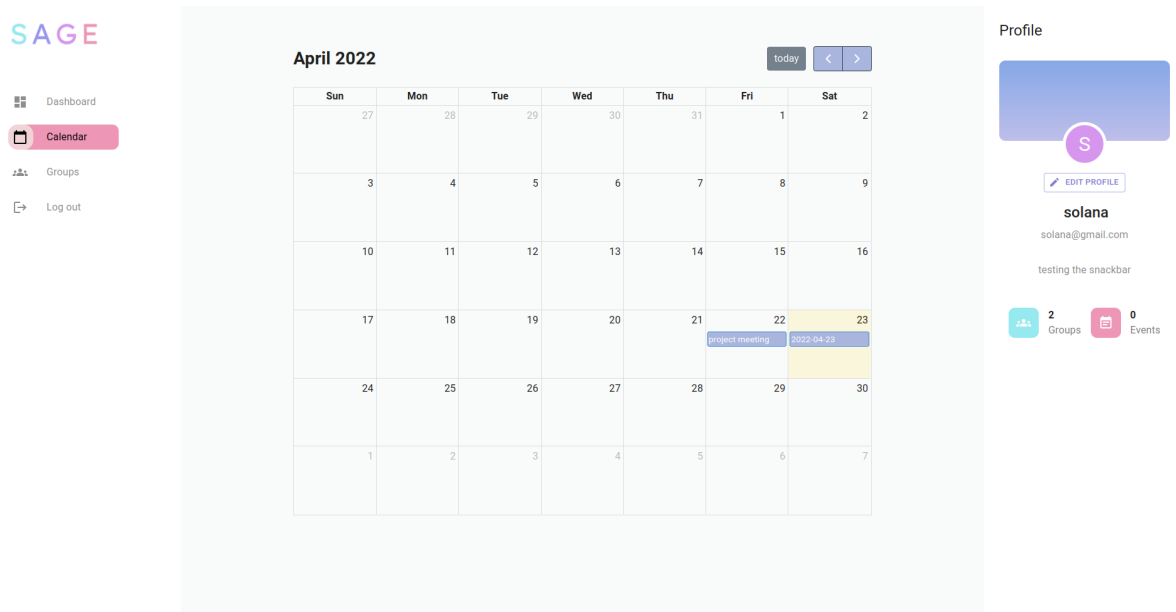 SAGE
Dashboard
Calendar
Groups
Log out
April 2022
today
Sun Mon Tue Wed Thu Fri Sat
27 28 29 30 31 1 2
3 4 5 6 7 8 9
10 11 12 13 14 15 16
17 18 19 20 21 22 23
project meeting 2022-04-23
24 25 26 27 28 29 30
1 2 3 4 5 6 7
Profile
S
EDIT PROFILE
solana
solana@gmail.com
testing the snackbar
2 0
Groups Events